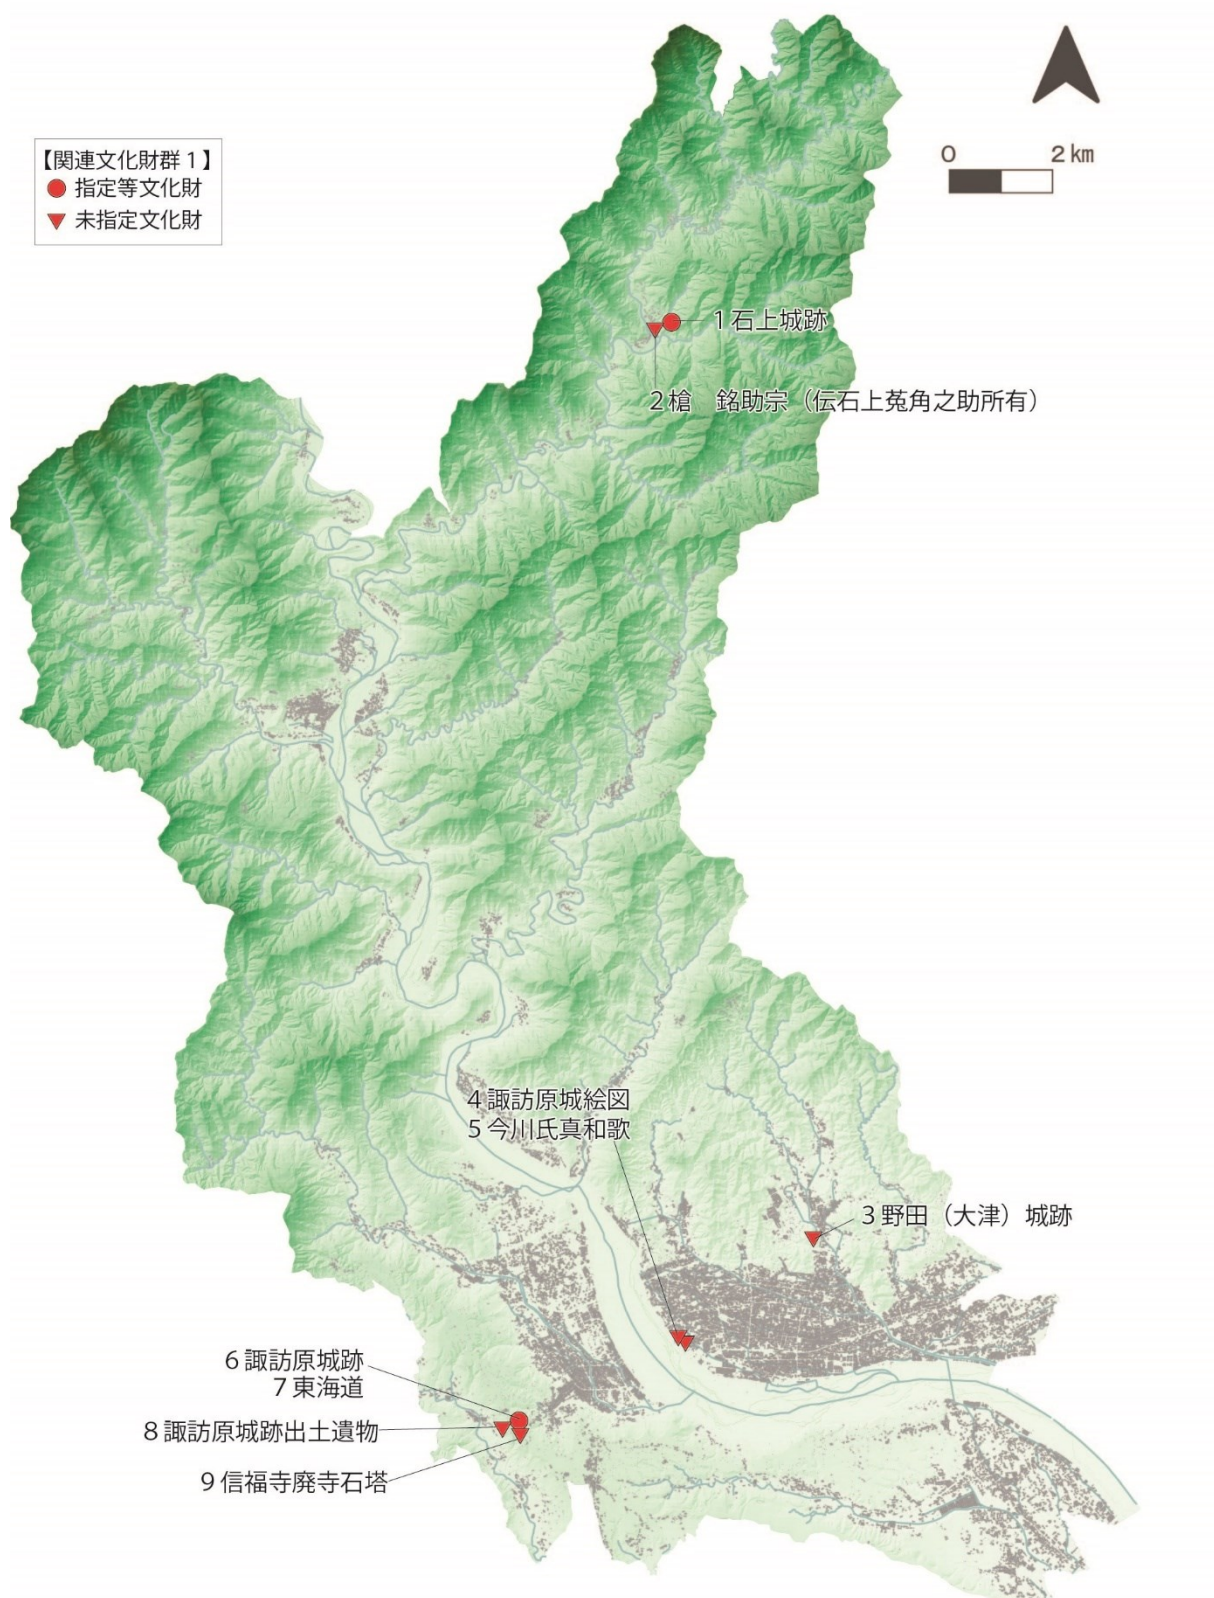 【関連文化財群1】
指定等文化財
未指定文化財
0 2km
1石上城跡
2槍 銘助宗（伝石上菟角之助所有）
4諏訪原城絵図
5今川氏真和歌
3野田（大津）城跡
6諏訪原城跡
7東海道
8諏訪原城跡出土遺物
9信福寺廃寺石塔